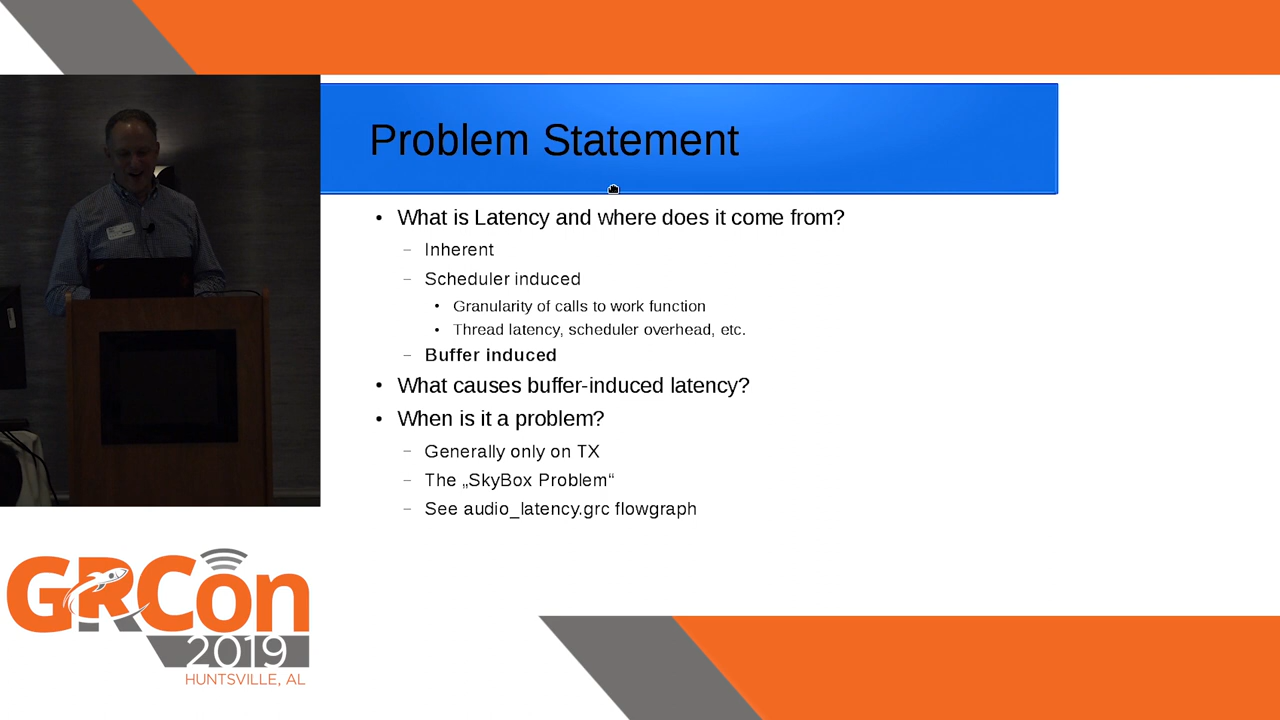 Problem Statement
• What is Latency and where does it come from?
– Inherent
– Scheduler induced
• Granularity of calls to work function
• Thread latency, scheduler overhead, etc.
– Buffer induced
• What causes buffer-induced latency?
• When is it a problem?
– Generally only on TX
– The „SkyBox Problem“
– See audio_latency.grc flowgraph
GRCon
2019
HUNTSVILLE, AL